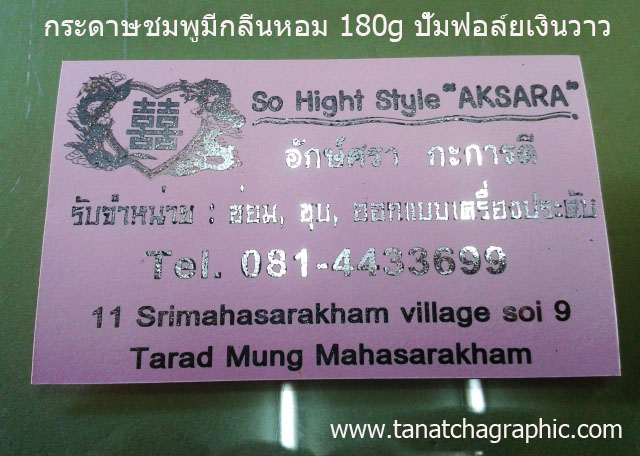 กระดาษชมพูมีกลิ่นหอม 180g ปั๊มฟอล์ยเงินวาว
囍
So Hight Style "AKSARA"
อักษ์ศรา กะการดี
รับจำหน่าย : ซ่อม, ชุบ, ออกแบบเครื่องประดับ
Tel. 081-4433699
11 Srimahasarakham village soi 9
Tarad Mung Mahasarakham
www.tanatchagraphic.com